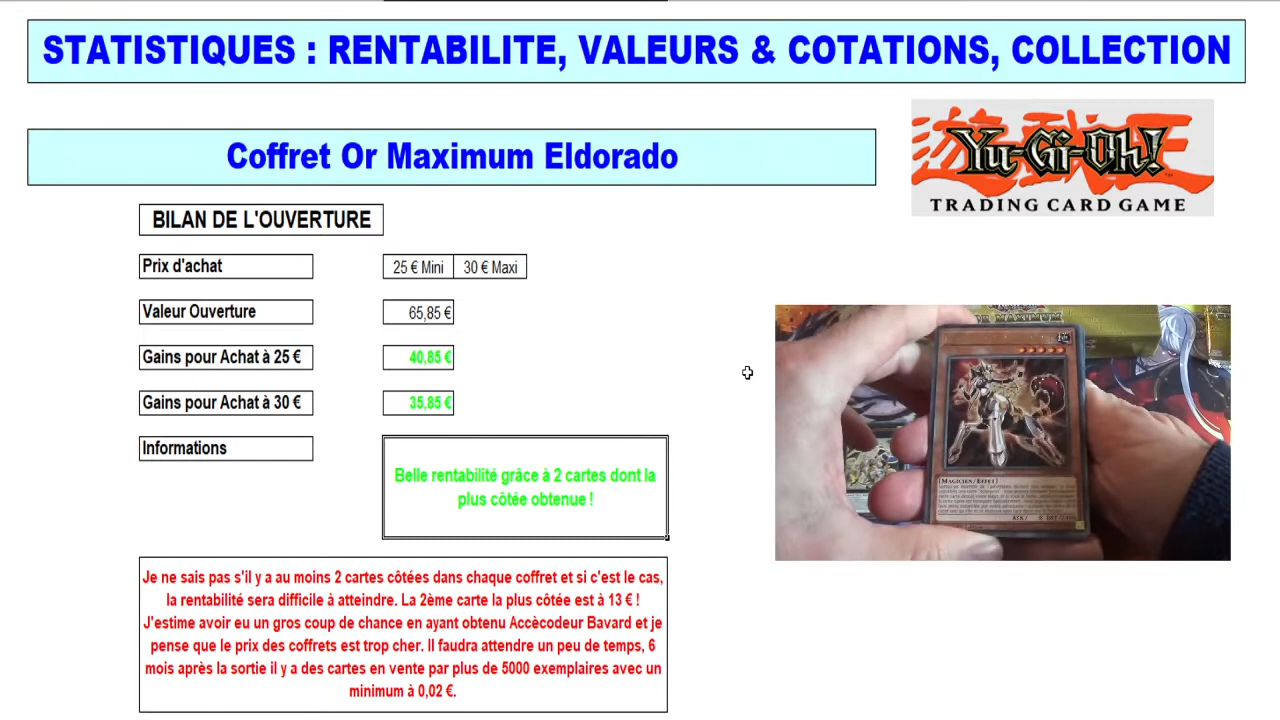 STATISTIQUES : RENTABILITE, VALEURS & COTATIONS, COLLECTION
Coffret Or Maximum Eldorado
遊戯王
Yu-Gi-Oh!
TRADING CARD GAME
BILAN DE L'OUVERTURE
Prix d'achat 25 € Mini 30 € Maxi
Valeur Ouverture 65,85 €
Gains pour Achat à 25 € 40,85 €
Gains pour Achat à 30 € 35,85 €
Informations
Belle rentabilité grâce à 2 cartes dont la
plus côtée obtenue !
MAXIMUM
[MAGICIEN/EFFET]
ATK/
Je ne sais pas s'il y a au moins 2 cartes côtées dans chaque coffret et si c'est le cas,
la rentabilité sera difficile à atteindre. La 2ème carte la plus côtée est à 13 € !
J'estime avoir eu un gros coup de chance en ayant obtenu Accècodeur Bavard et je
pense que le prix des coffrets est trop cher. Il faudra attendre un peu de temps, 6
mois après la sortie il y a des cartes en vente par plus de 5000 exemplaires avec un
minimum à 0,02 €.